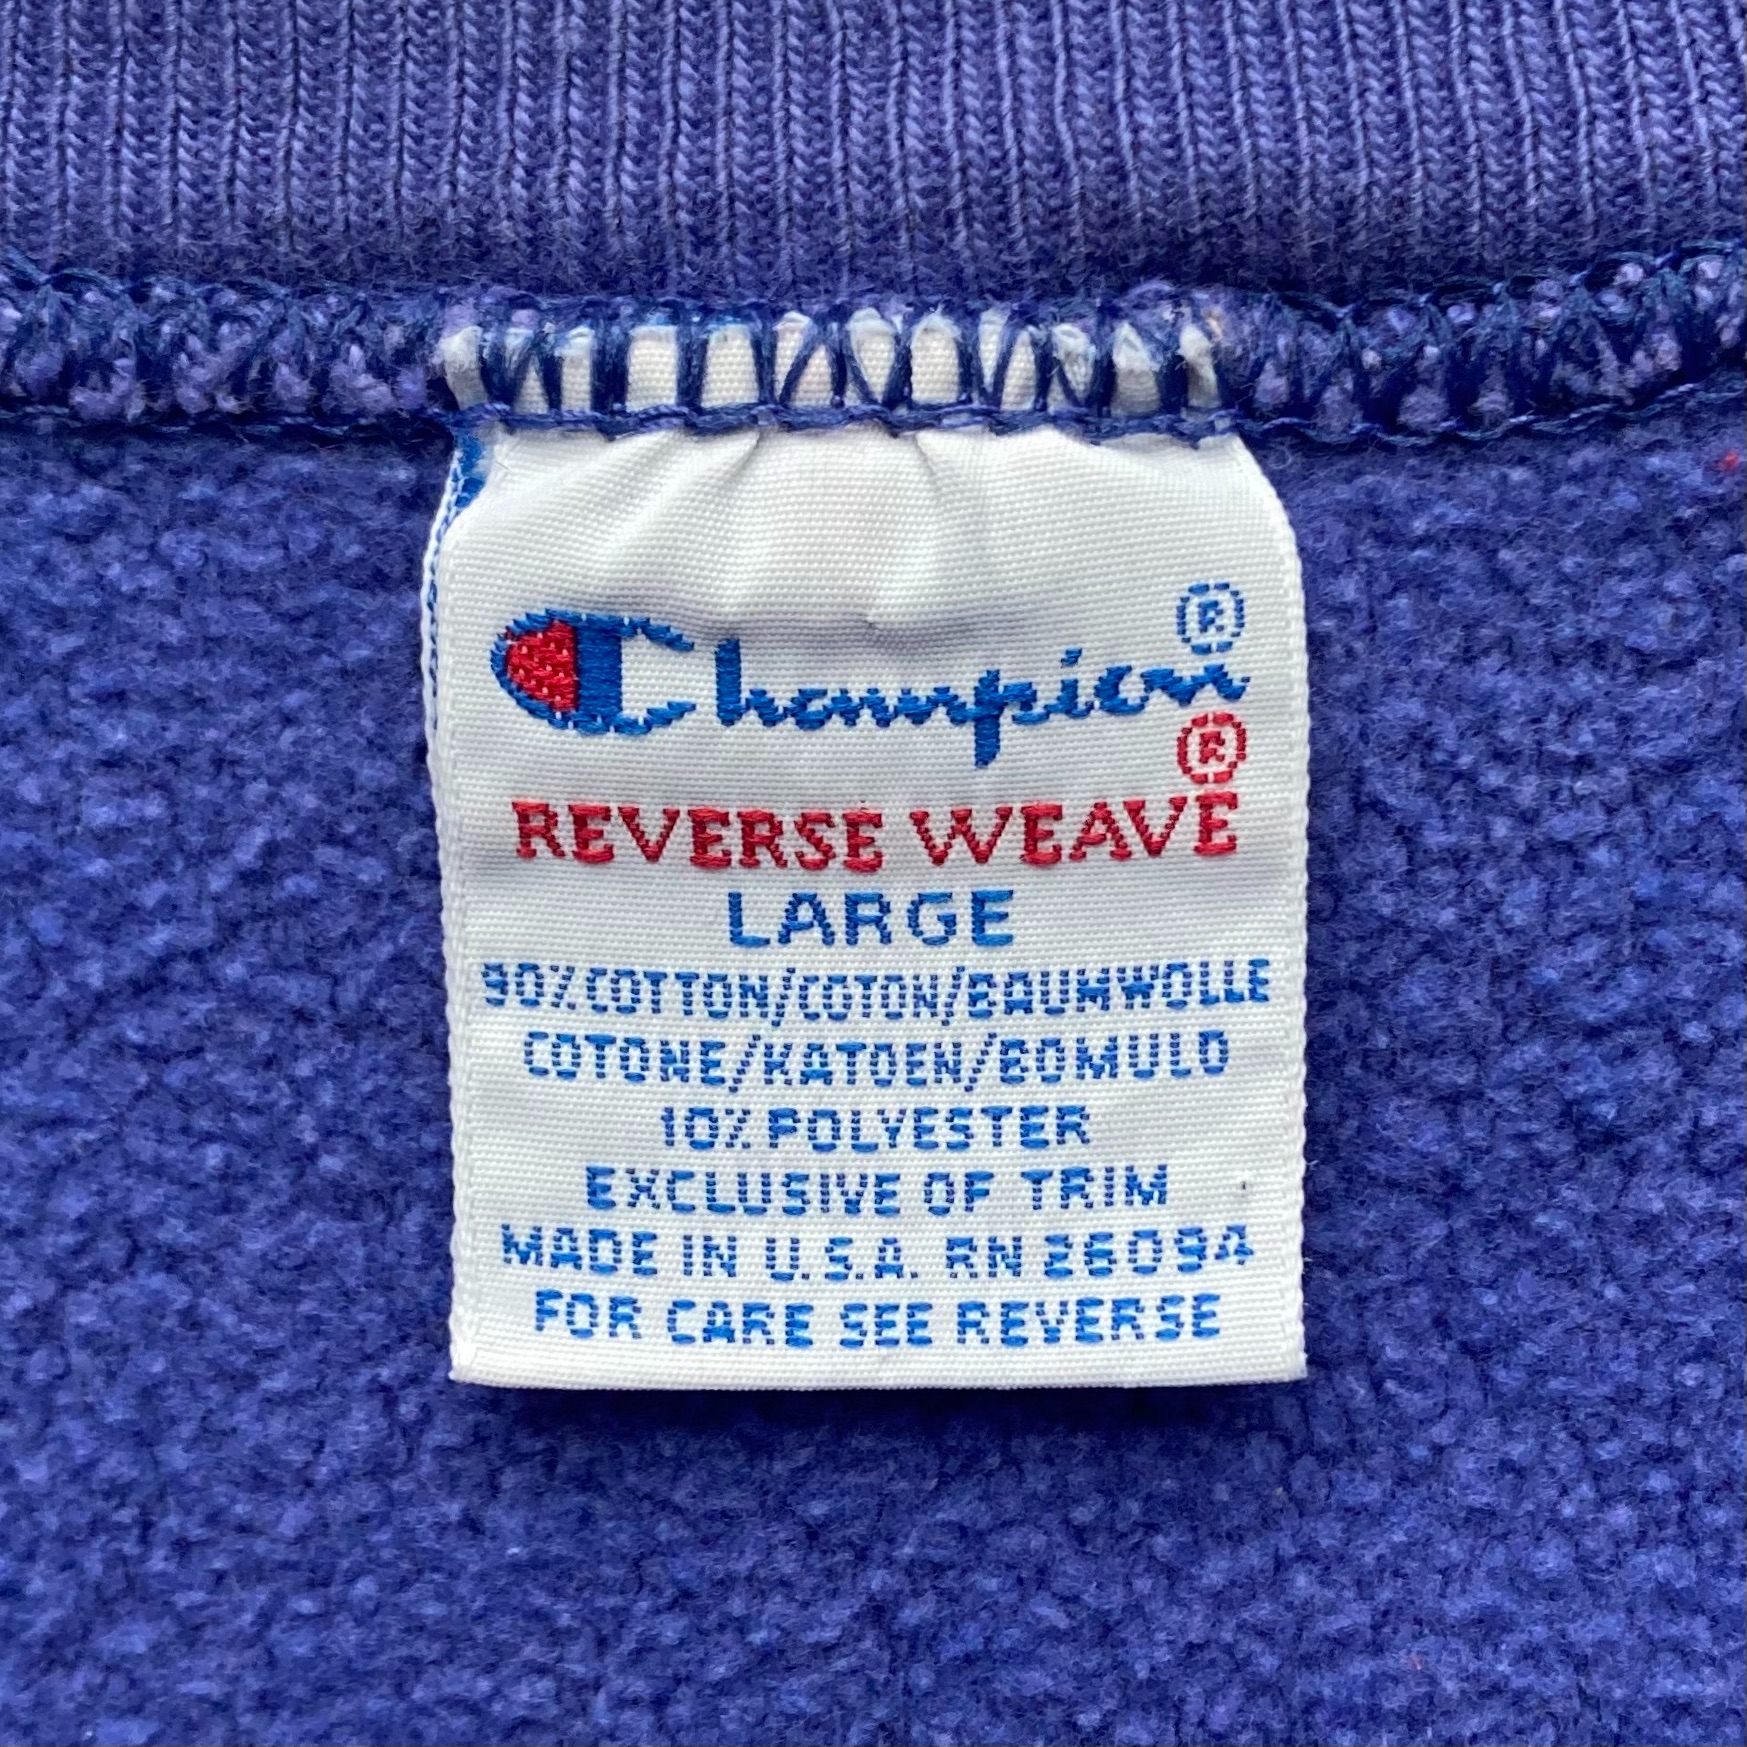 Champion®
REVERSE WEAVE®
LARGE
90% COTTON/COTON/BAUMWOLLE
COTONE/KATOEN/BOMULD
10% POLYESTER
EXCLUSIVE OF TRIM
MADE IN U.S.A. RN 26094
FOR CARE SEE REVERSE